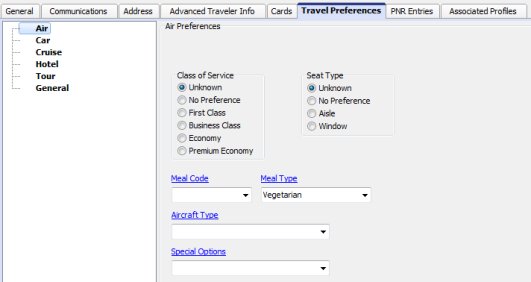 General Communications Address Advanced Traveler Info Cards Travel Preferences PNR Entries Associated Profiles
Air
Car
Cruise
Hotel
Tour
General
Air Preferences
Class of Service
Unknown
No Preference
First Class
Business Class
Economy
Premium Economy
Seat Type
Unknown
No Preference
Aisle
Window
Meal Code Meal Type
Vegetarian
Aircraft Type
Special Options